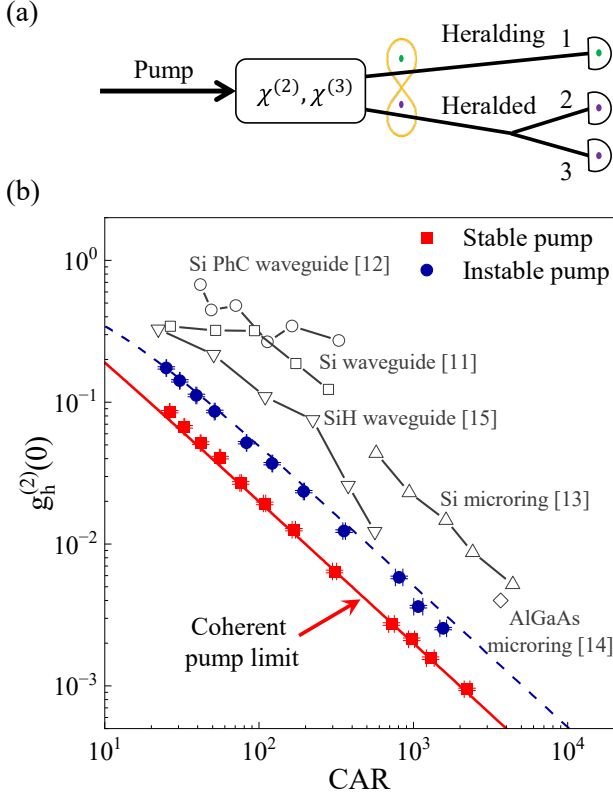 (a)
Pump
χ⁽²⁾, χ⁽³⁾
Heralding
Heralded
1
2
3
(b)
Stable pump
Instable pump
Si PhC waveguide [12]
Si waveguide [11]
SiH waveguide [15]
Si microring [13]
AlGaAs
microring [14]
Coherent
pump limit
g_h^(2)(0)
10^0
10^-1
10^-2
10^-3
10^1
10^2
10^3
10^4
CAR